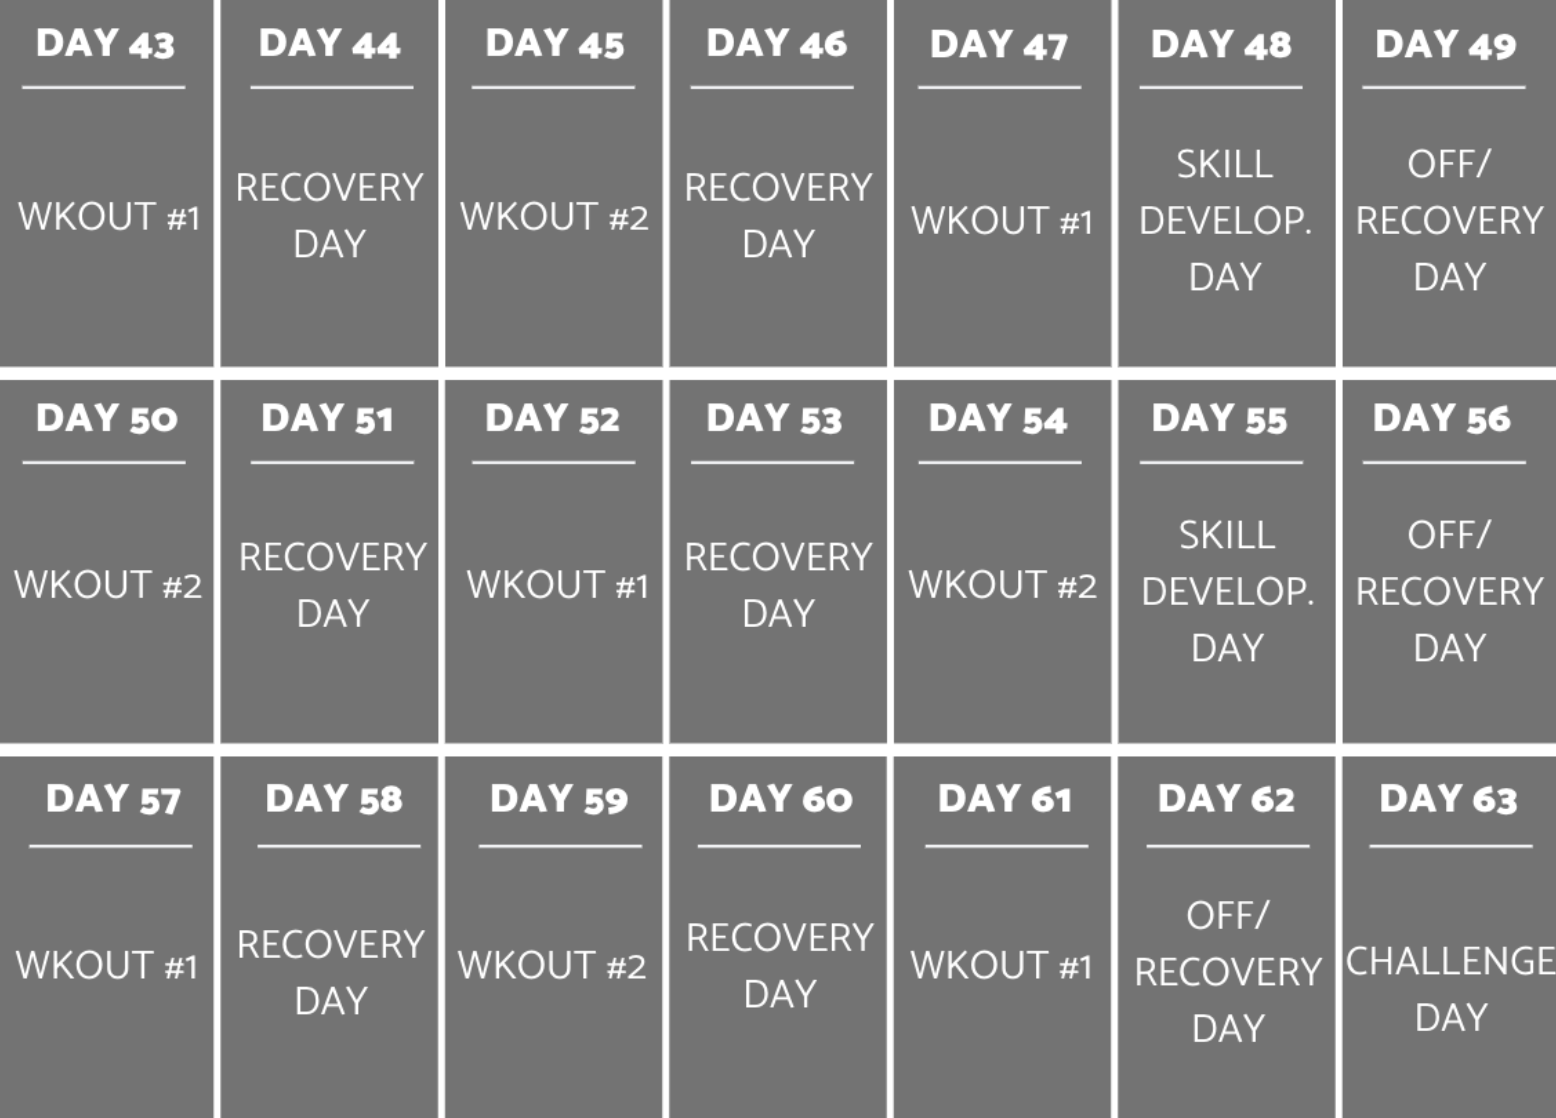 DAY 43
WKOUT #1
DAY 44
RECOVERY
DAY
DAY 45
WKOUT #2
DAY 46
RECOVERY
DAY
DAY 47
WKOUT #1
DAY 48
SKILL
DEVELOP.
DAY
DAY 49
OFF/
RECOVERY
DAY
DAY 50
WKOUT #2
DAY 51
RECOVERY
DAY
DAY 52
WKOUT #1
DAY 53
RECOVERY
DAY
DAY 54
WKOUT #2
DAY 55
SKILL
DEVELOP.
DAY
DAY 56
OFF/
RECOVERY
DAY
DAY 57
WKOUT #1
DAY 58
RECOVERY
DAY
DAY 59
WKOUT #2
DAY 60
RECOVERY
DAY
DAY 61
WKOUT #1
DAY 62
OFF/
RECOVERY
DAY
DAY 63
CHALLENGE
DAY